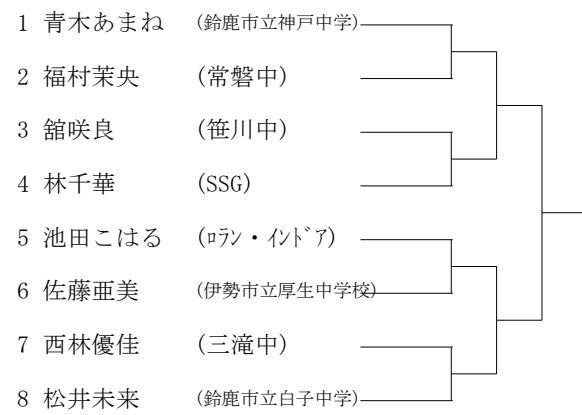 1 青木あまね (鈴鹿市立神戸中学)
2 福村茉央 (常磐中)
3 舘咲良 (笹川中)
4 林千華 (SSG)
5 池田こはる (ﾛﾗﾝ・ｲﾝﾄﾞｱ)
6 佐藤亜美 (伊勢市立厚生中学校)
7 西林優佳 (三滝中)
8 松井未来 (鈴鹿市立白子中学)